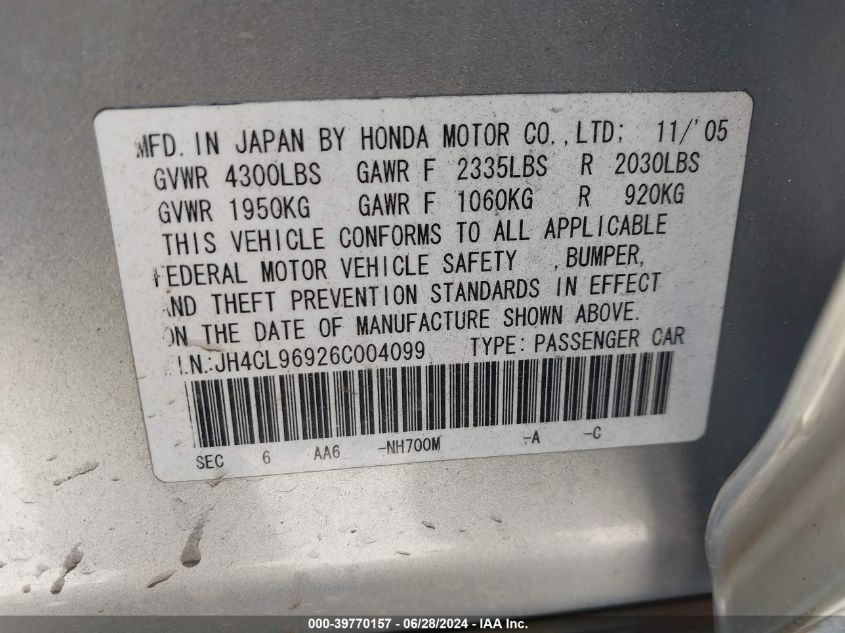 MFD. IN JAPAN BY HONDA MOTOR CO.,LTD; 11/'05
GVWR 4300LBS GAWR F 2335LBS R 2030LBS
GVWR 1950KG GAWR F 1060KG R 920KG
THIS VEHICLE CONFORMS TO ALL APPLICABLE
FEDERAL MOTOR VEHICLE SAFETY ,BUMPER,
AND THEFT PREVENTION STANDARDS IN EFFECT
ON THE DATE OF MANUFACTURE SHOWN ABOVE.
V.I.N.:JH4CL96926C004099 TYPE:PASSENGER CAR
SEC 6 AA6 -NH700M -A -C
000-39770157 - 06/28/2024 - IAA Inc.